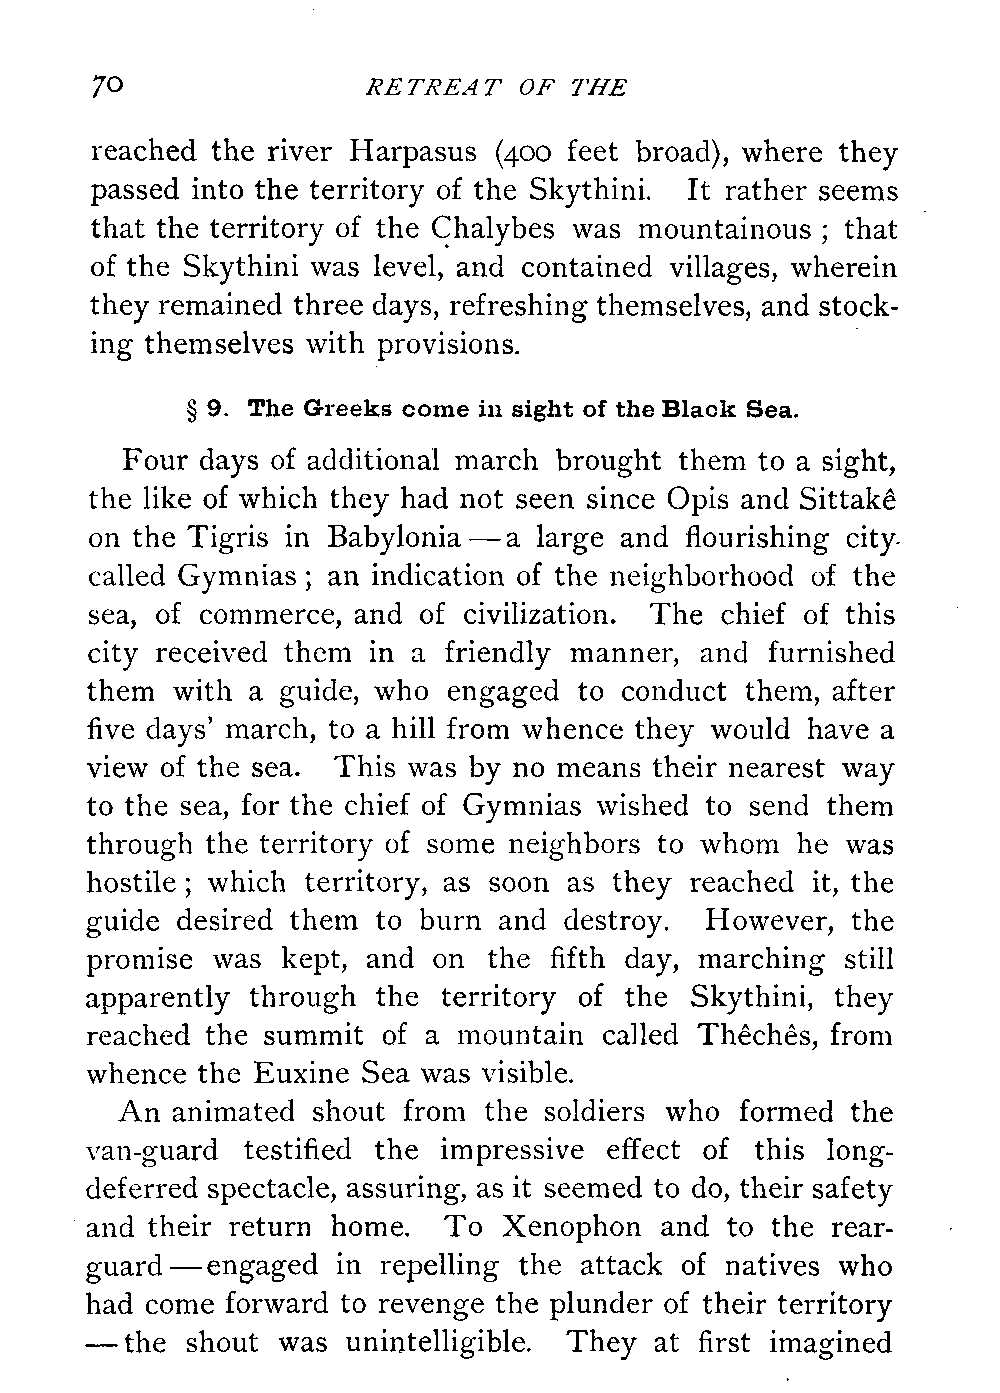 70 RETREAT OF THE
reached the river Harpasus (400 feet broad), where they
passed into the territory of the Skythini. It rather seems
that the territory of the Chalybes was mountainous ; that
of the Skythini was level, and contained villages, wherein
they remained three days, refreshing themselves, and stock-
ing themselves with provisions.
§ 9. The Greeks come in sight of the Black Sea.
Four days of additional march brought them to a sight,
the like of which they had not seen since Opis and Sittakê
on the Tigris in Babylonia — a large and flourishing city
called Gymnias ; an indication of the neighborhood of the
sea, of commerce, and of civilization. The chief of this
city received them in a friendly manner, and furnished
them with a guide, who engaged to conduct them, after
five days' march, to a hill from whence they would have a
view of the sea. This was by no means their nearest way
to the sea, for the chief of Gymnias wished to send them
through the territory of some neighbors to whom he was
hostile ; which territory, as soon as they reached it, the
guide desired them to burn and destroy. However, the
promise was kept, and on the fifth day, marching still
apparently through the territory of the Skythini, they
reached the summit of a mountain called Thêchês, from
whence the Euxine Sea was visible.
An animated shout from the soldiers who formed the
van-guard testified the impressive effect of this long-
deferred spectacle, assuring, as it seemed to do, their safety
and their return home. To Xenophon and to the rear-
guard — engaged in repelling the attack of natives who
had come forward to revenge the plunder of their territory
— the shout was unintelligible. They at first imagined